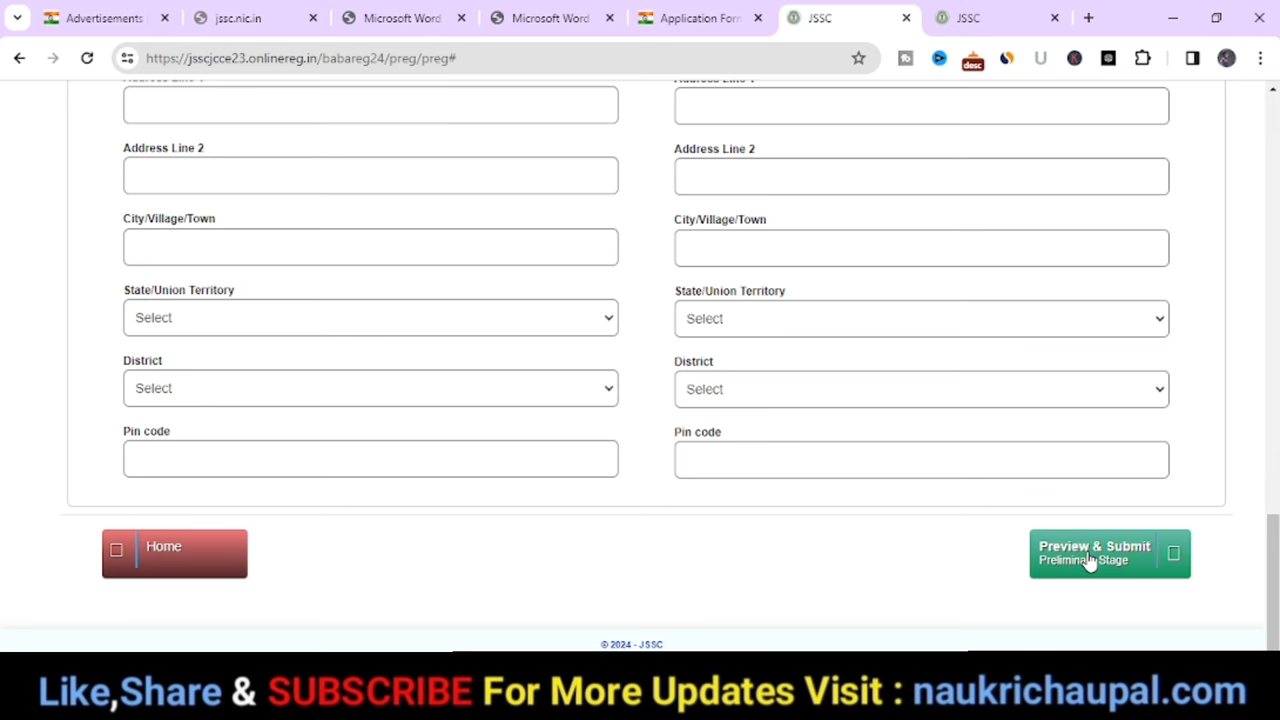 Advertisements
jssc.nic.in
Microsoft Word
Microsoft Word
Application Form
JSSC
JSSC
https://jsscjcce23.onlinereg.in/babareg24/preg/preg#
desc
Address Line 2
Address Line 2
City/Village/Town
City/Village/Town
State/Union Territory
State/Union Territory
Select
Select
District
District
Select
Select
Pin code
Pin code
Home
Preview & Submit
Preliminary Stage
© 2024 - JSSC
Like,Share & SUBSCRIBE For More Updates Visit : naukrichaupal.com